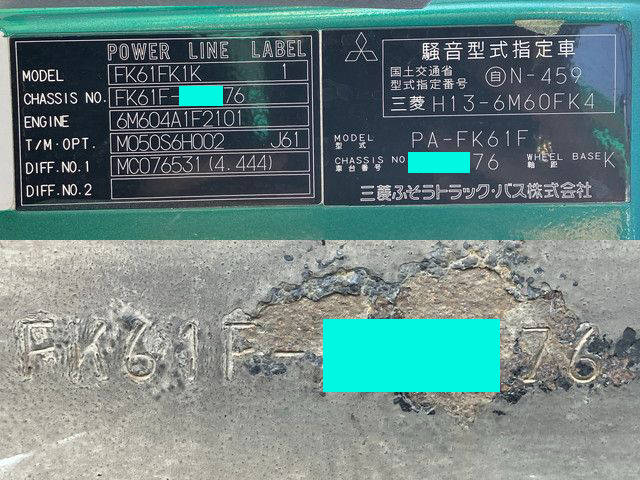 POWER LINE LABEL
MODEL FK61FK1K 1
CHASSIS NO. FK61F- 76
ENGINE 6M604A1F2101
T/M・OPT. M050S6H002 J61
DIFF.NO.1 MC076531 (4.444)
DIFF.NO.2
騒音型式指定車
国土交通省
型式指定番号 自N-459
三菱 H13-6M60FK4
MODEL
型式 PA-FK61F
CHASSIS NO
車台番号 76 WHEEL BASE
軸距 K
三菱ふそうトラック・バス株式会社
FK61F- 76